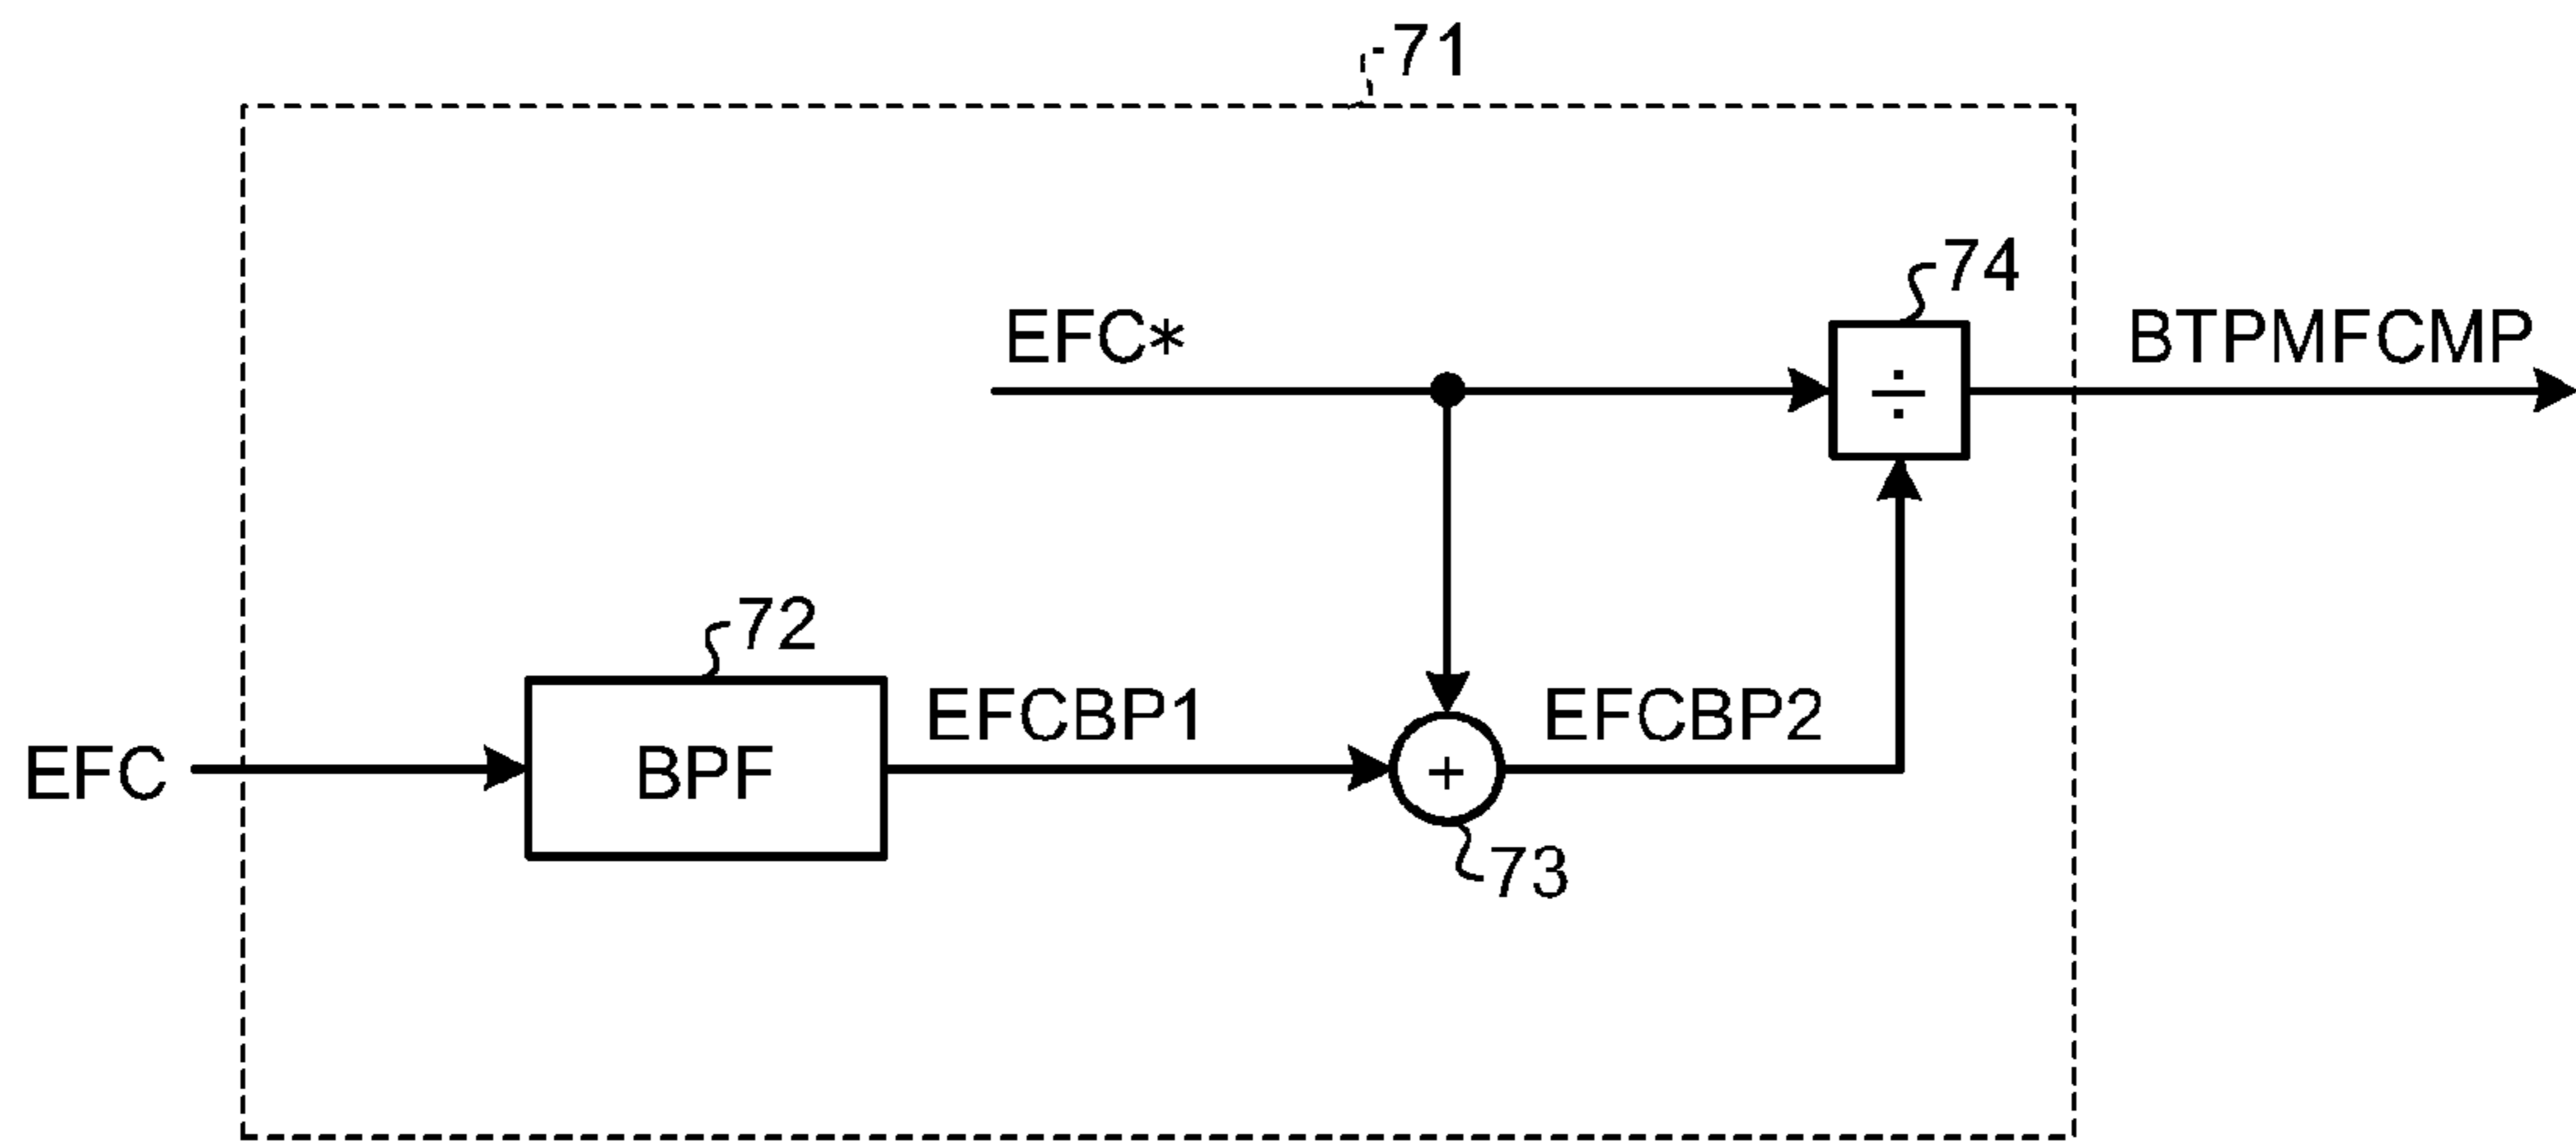 71
74
EFC*
BTPMFCMP
÷
72
EFCBP1
EFCBP2
EFC
BPF
+
73